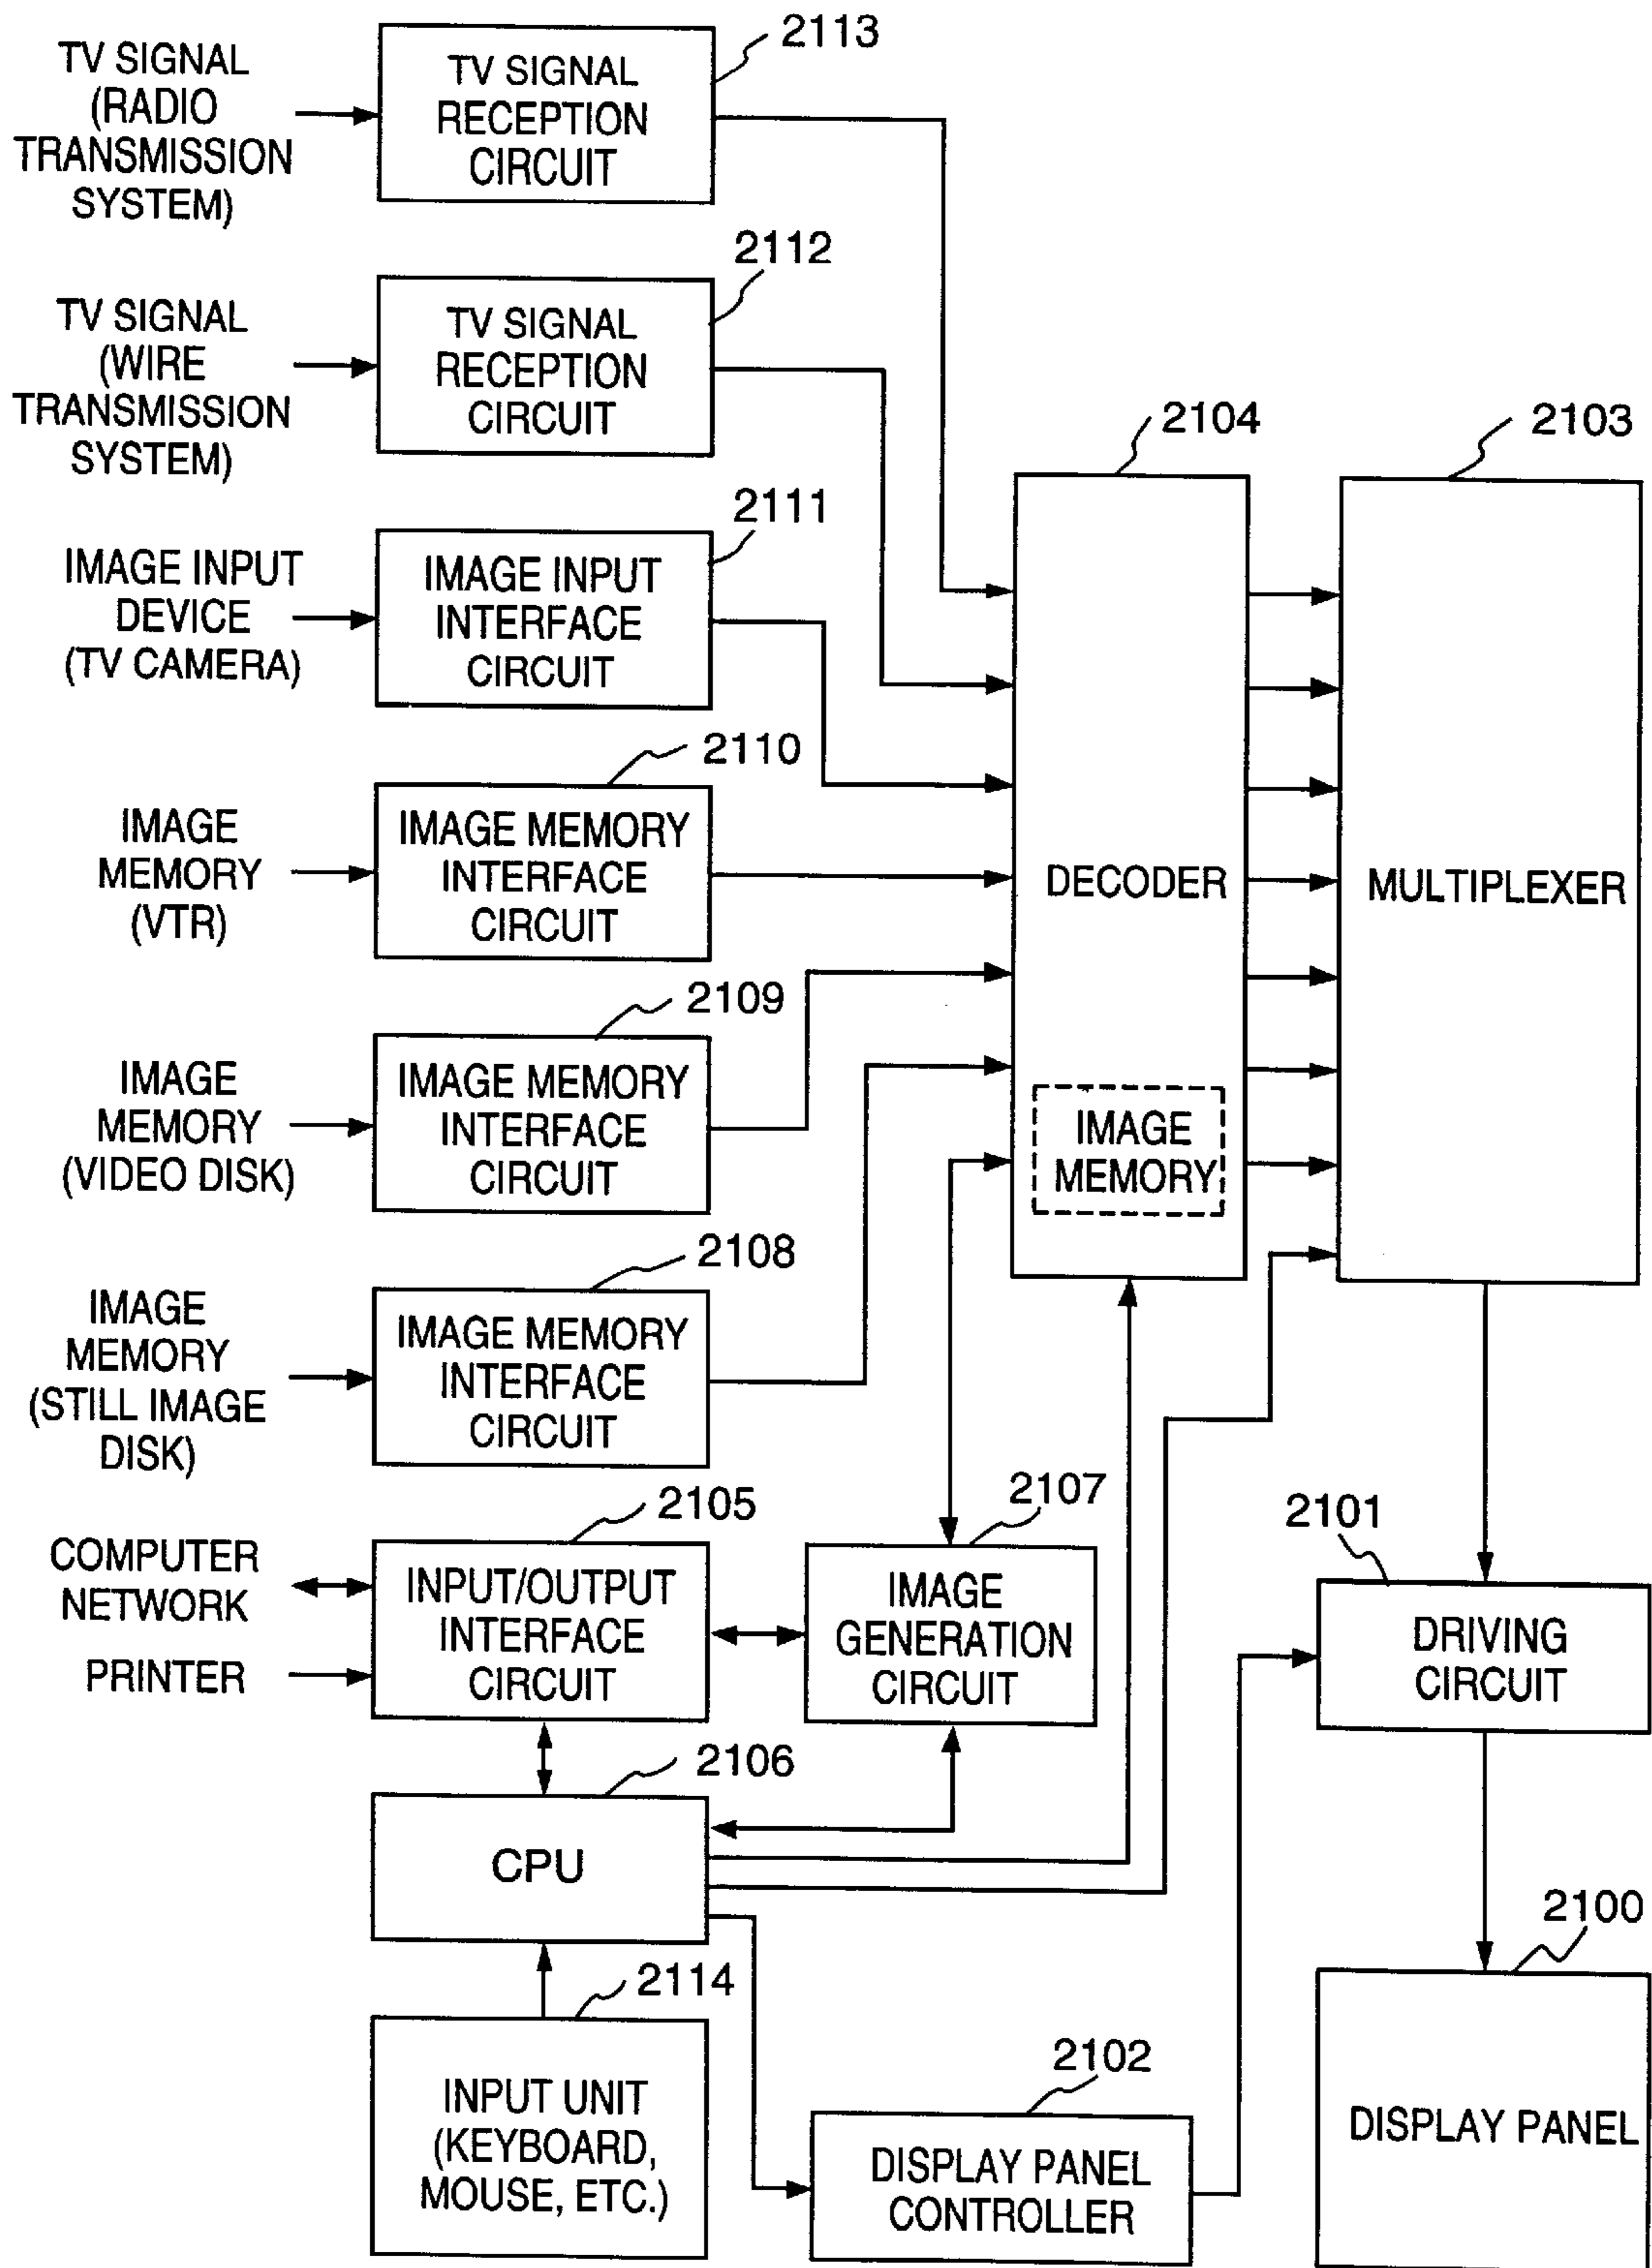 TV SIGNAL
(RADIO
TRANSMISSION
SYSTEM)
TV SIGNAL
RECEPTION
CIRCUIT
2113
TV SIGNAL
(WIRE
TRANSMISSION
SYSTEM)
TV SIGNAL
RECEPTION
CIRCUIT
2112
IMAGE INPUT
DEVICE
(TV CAMERA)
IMAGE INPUT
INTERFACE
CIRCUIT
2111
IMAGE
MEMORY
(VTR)
IMAGE MEMORY
INTERFACE
CIRCUIT
2110
IMAGE
MEMORY
(VIDEO DISK)
IMAGE MEMORY
INTERFACE
CIRCUIT
2109
IMAGE
MEMORY
(STILL IMAGE
DISK)
IMAGE MEMORY
INTERFACE
CIRCUIT
2108
2104
DECODER
IMAGE
MEMORY
2103
MULTIPLEXER
COMPUTER
NETWORK
PRINTER
2105
INPUT/OUTPUT
INTERFACE
CIRCUIT
2107
IMAGE
GENERATION
CIRCUIT
2101
DRIVING
CIRCUIT
2106
CPU
2114
INPUT UNIT
(KEYBOARD,
MOUSE, ETC.)
2102
DISPLAY PANEL
CONTROLLER
2100
DISPLAY PANEL